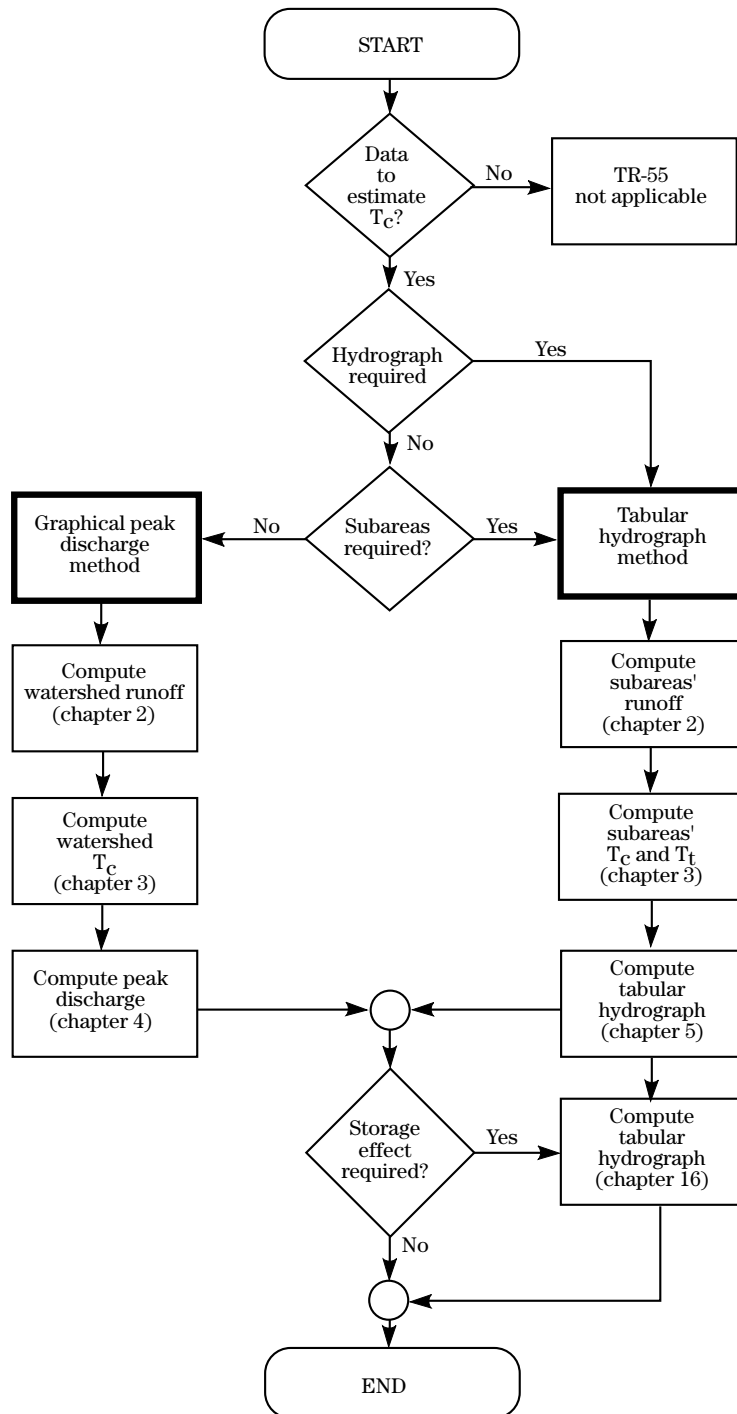 START
Data
to
estimate
Tc?
No
TR-55
not applicable
Yes
Hydrograph
required
Yes
No
Graphical peak
discharge
method
No
Subareas
required?
Yes
Tabular
hydrograph
method
Compute
watershed runoff
(chapter 2)
Compute
subareas'
runoff
(chapter 2)
Compute
watershed
Tc
(chapter 3)
Compute
subareas'
Tc and Tt
(chapter 3)
Compute peak
discharge
(chapter 4)
Compute
tabular
hydrograph
(chapter 5)
Storage
effect
required?
Yes
Compute
tabular
hydrograph
(chapter 16)
No
END